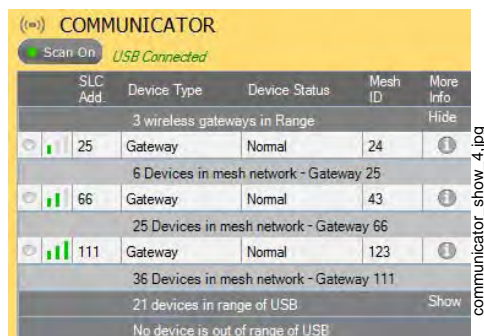 ((∞)) COMMUNICATOR
Scan On USB Connected
SLC Add. Device Type Device Status Mesh ID More Info
3 wireless gateways in Range Hide
25 Gateway Normal 24
6 Devices in mesh network - Gateway 25
66 Gateway Normal 43
25 Devices in mesh network - Gateway 66
111 Gateway Normal 123
36 Devices in mesh network - Gateway 111
21 devices in range of USB Show
No device is out of range of USB
communicator show_4.jpg